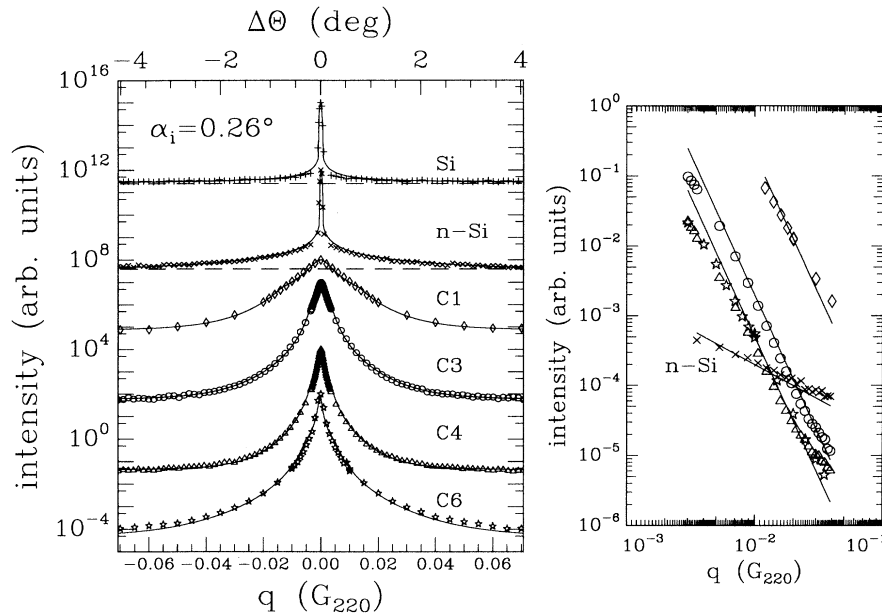 ΔΘ (deg)
−4 −2 0 2 4
intensity (arb. units)
10^16
10^12
10^8
10^4
10^0
10^−4
α_i=0.26°
Si
n−Si
C1
C3
C4
C6
−0.06 −0.04 −0.02 0.00 0.02 0.04 0.06
q (G_220)
intensity (arb. units)
10^0
10^−1
10^−2
10^−3
10^−4
10^−5
10^−6
n−Si
10^−3 10^−2 10^−1
q (G_220)